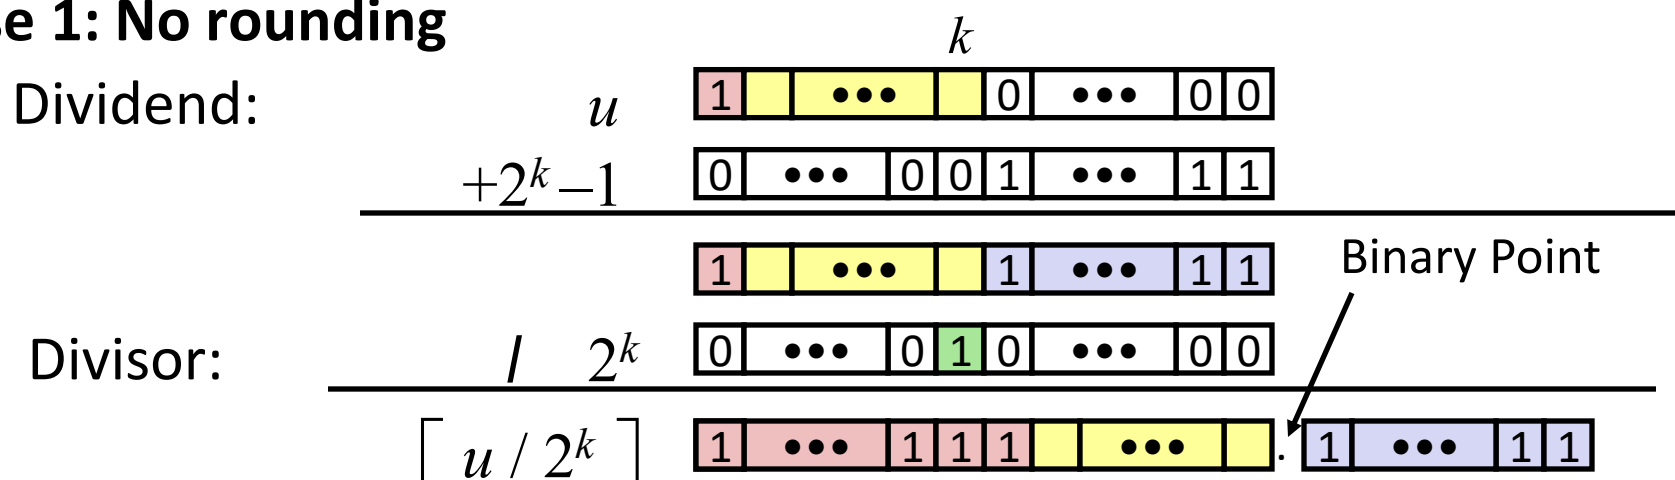 e 1: No rounding
k
Dividend: u 1 ••• 0 ••• 0 0
+2^k –1 0 ••• 0 0 1 ••• 1 1
1 ••• 1 ••• 1 1
Binary Point
Divisor: / 2^k 0 ••• 0 1 0 ••• 0 0
⌈ u / 2^k ⌉ 1 ••• 1 1 1 ••• . 1 ••• 1 1